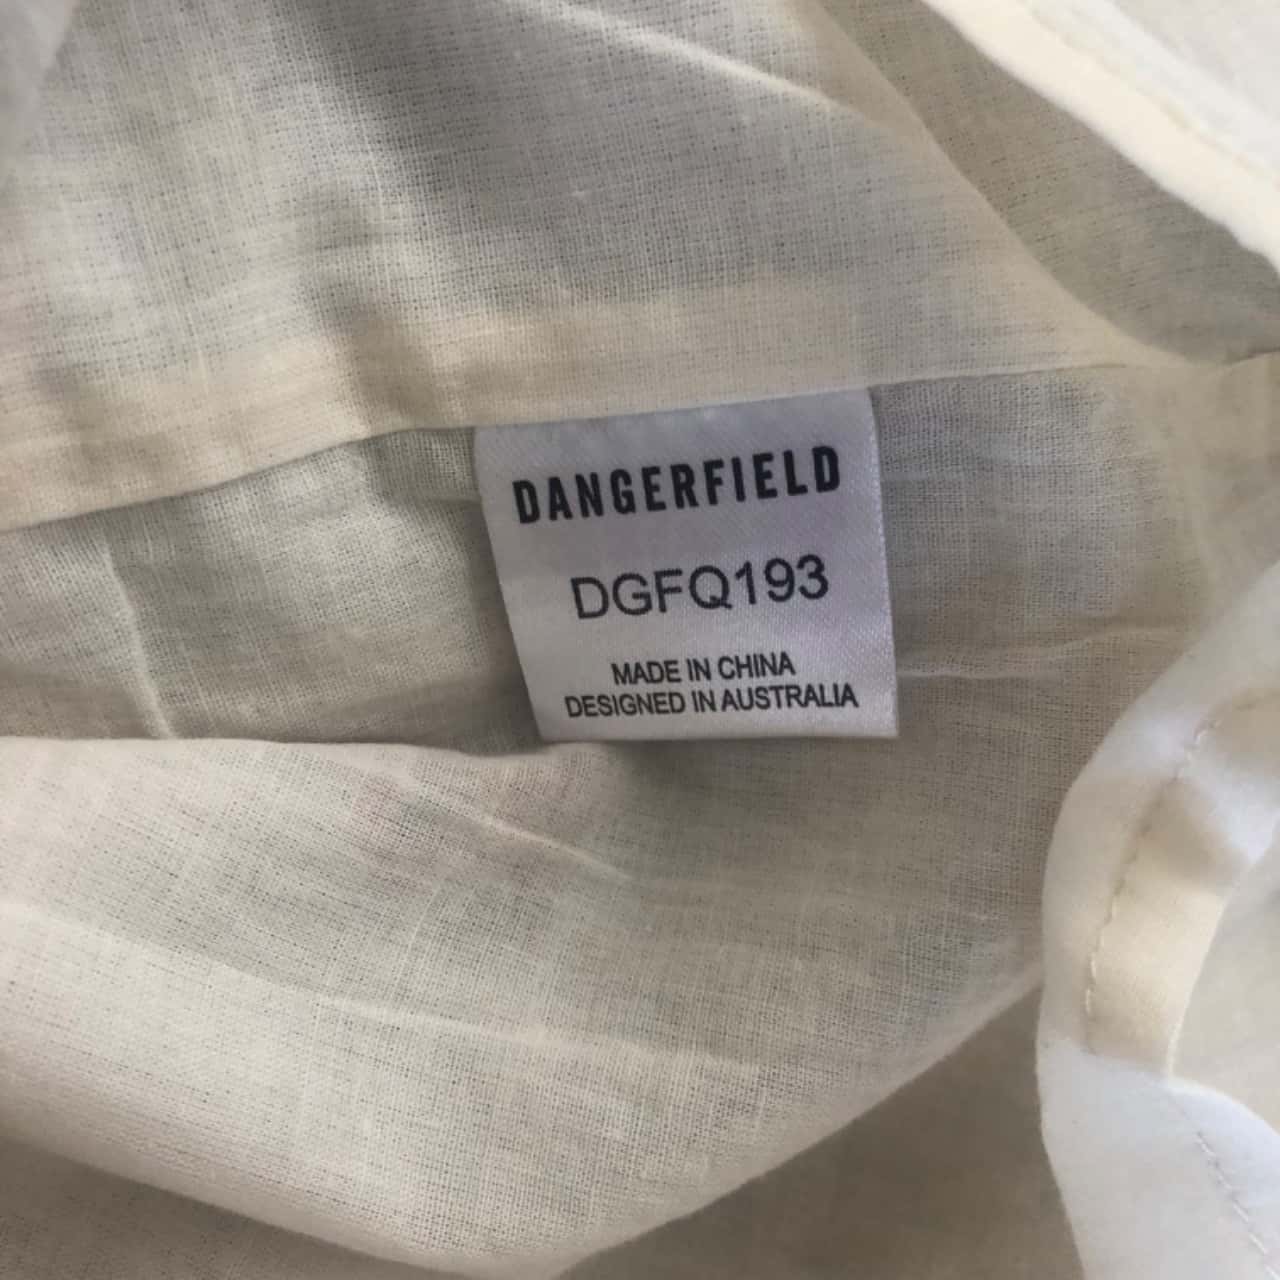 DANGERFIELD
DGFQ193
MADE IN CHINA
DESIGNED IN AUSTRALIA